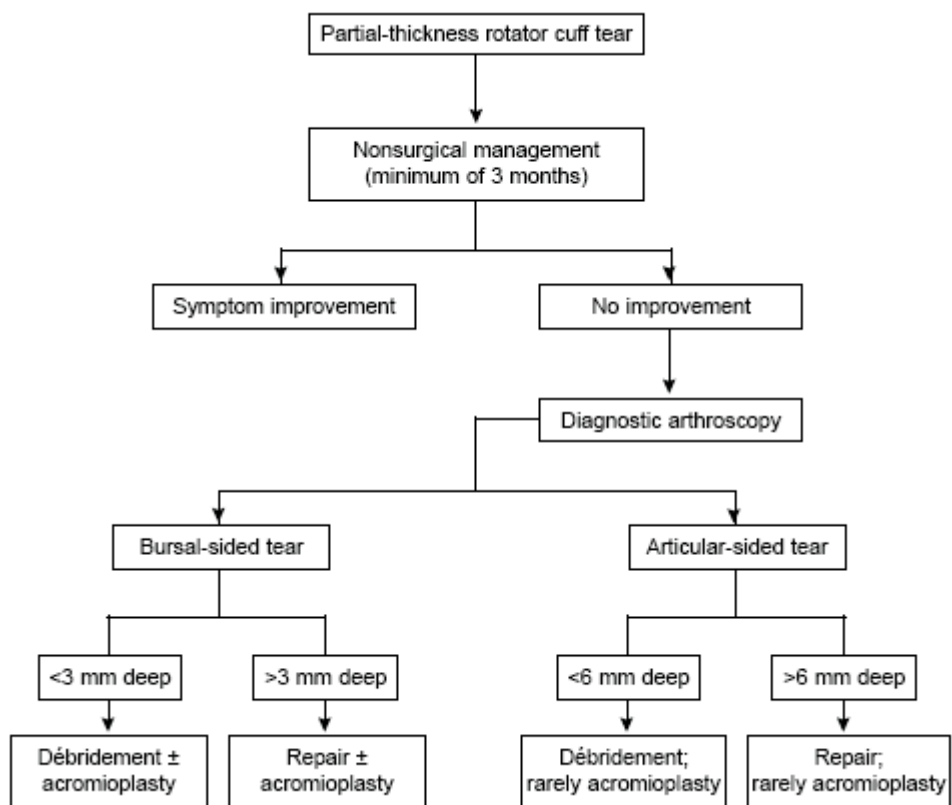 Partial-thickness rotator cuff tear
Nonsurgical management
(minimum of 3 months)
Symptom improvement
No improvement
Diagnostic arthroscopy
Bursal-sided tear
Articular-sided tear
<3 mm deep
>3 mm deep
<6 mm deep
>6 mm deep
Débridement ±
acromioplasty
Repair ±
acromioplasty
Débridement;
rarely acromioplasty
Repair;
rarely acromioplasty